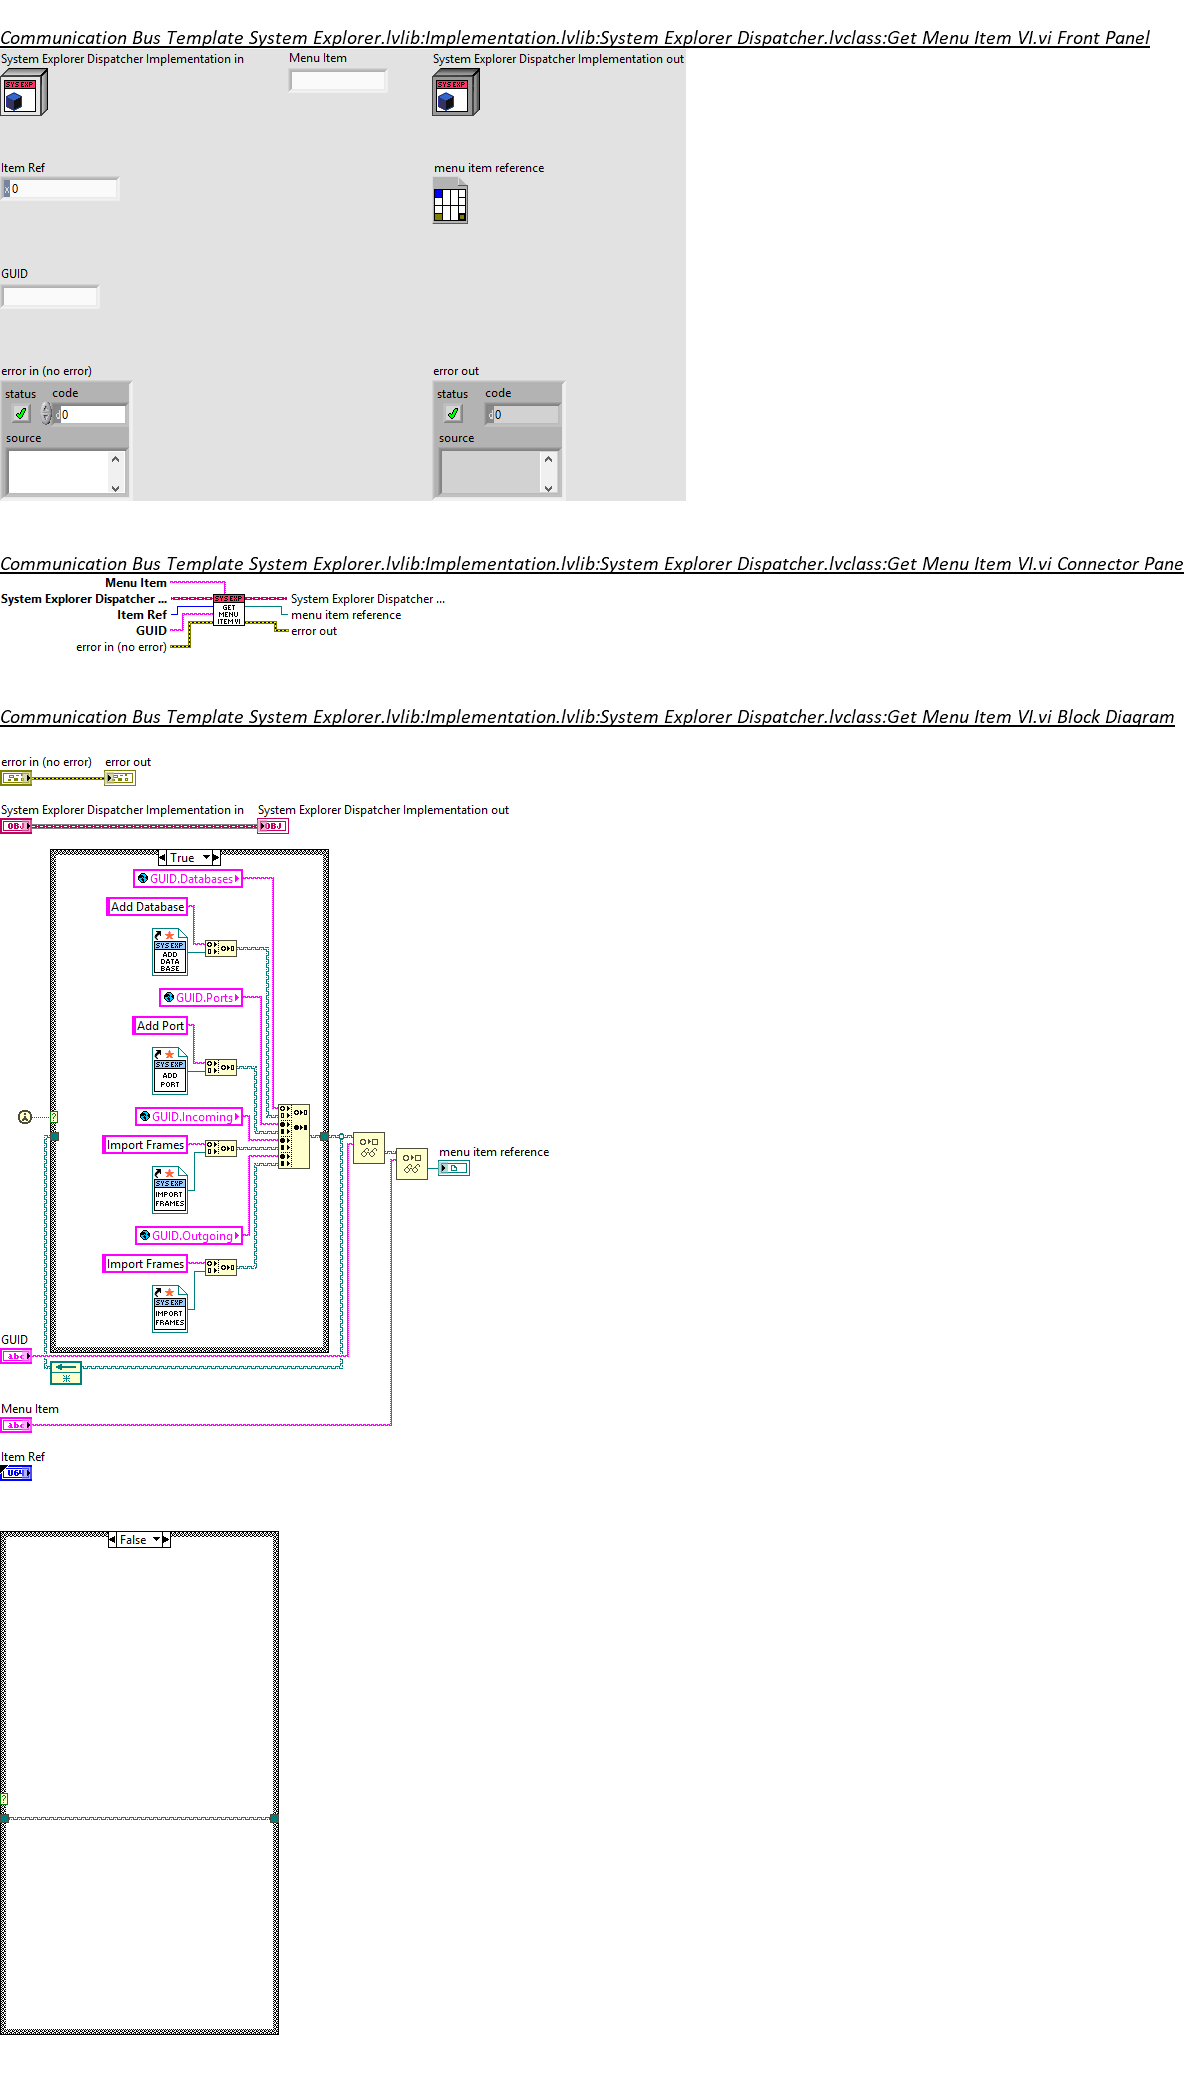 Communication Bus Template System Explorer.lvlib:Implementation.lvlib:System Explorer Dispatcher.lvclass:Get Menu Item VI.vi Front Panel
System Explorer Dispatcher Implementation in
Menu Item
System Explorer Dispatcher Implementation out
SYS EXP
SYS EXP
Item Ref
menu item reference
x 0
GUID
error in (no error)
error out
status code
status code
d 0
d 0
source
source
Communication Bus Template System Explorer.lvlib:Implementation.lvlib:System Explorer Dispatcher.lvclass:Get Menu Item VI.vi Connector Pane
Menu Item
System Explorer Dispatcher ...
SYS EXP
System Explorer Dispatcher ...
Item Ref
GET
MENU
ITEM VI
menu item reference
GUID
error out
error in (no error)
Communication Bus Template System Explorer.lvlib:Implementation.lvlib:System Explorer Dispatcher.lvclass:Get Menu Item VI.vi Block Diagram
error in (no error)
error out
System Explorer Dispatcher Implementation in
System Explorer Dispatcher Implementation out
OBJ
OBJ
True
GUID.Databases
Add Database
SYS EXP
ADD
DATA
BASE
GUID.Ports
Add Port
SYS EXP
ADD
PORT
GUID.Incoming
?
Import Frames
menu item reference
SYS EXP
IMPORT
FRAMES
GUID.Outgoing
Import Frames
SYS EXP
IMPORT
FRAMES
GUID
abc
Menu Item
abc
Item Ref
U64
False
?